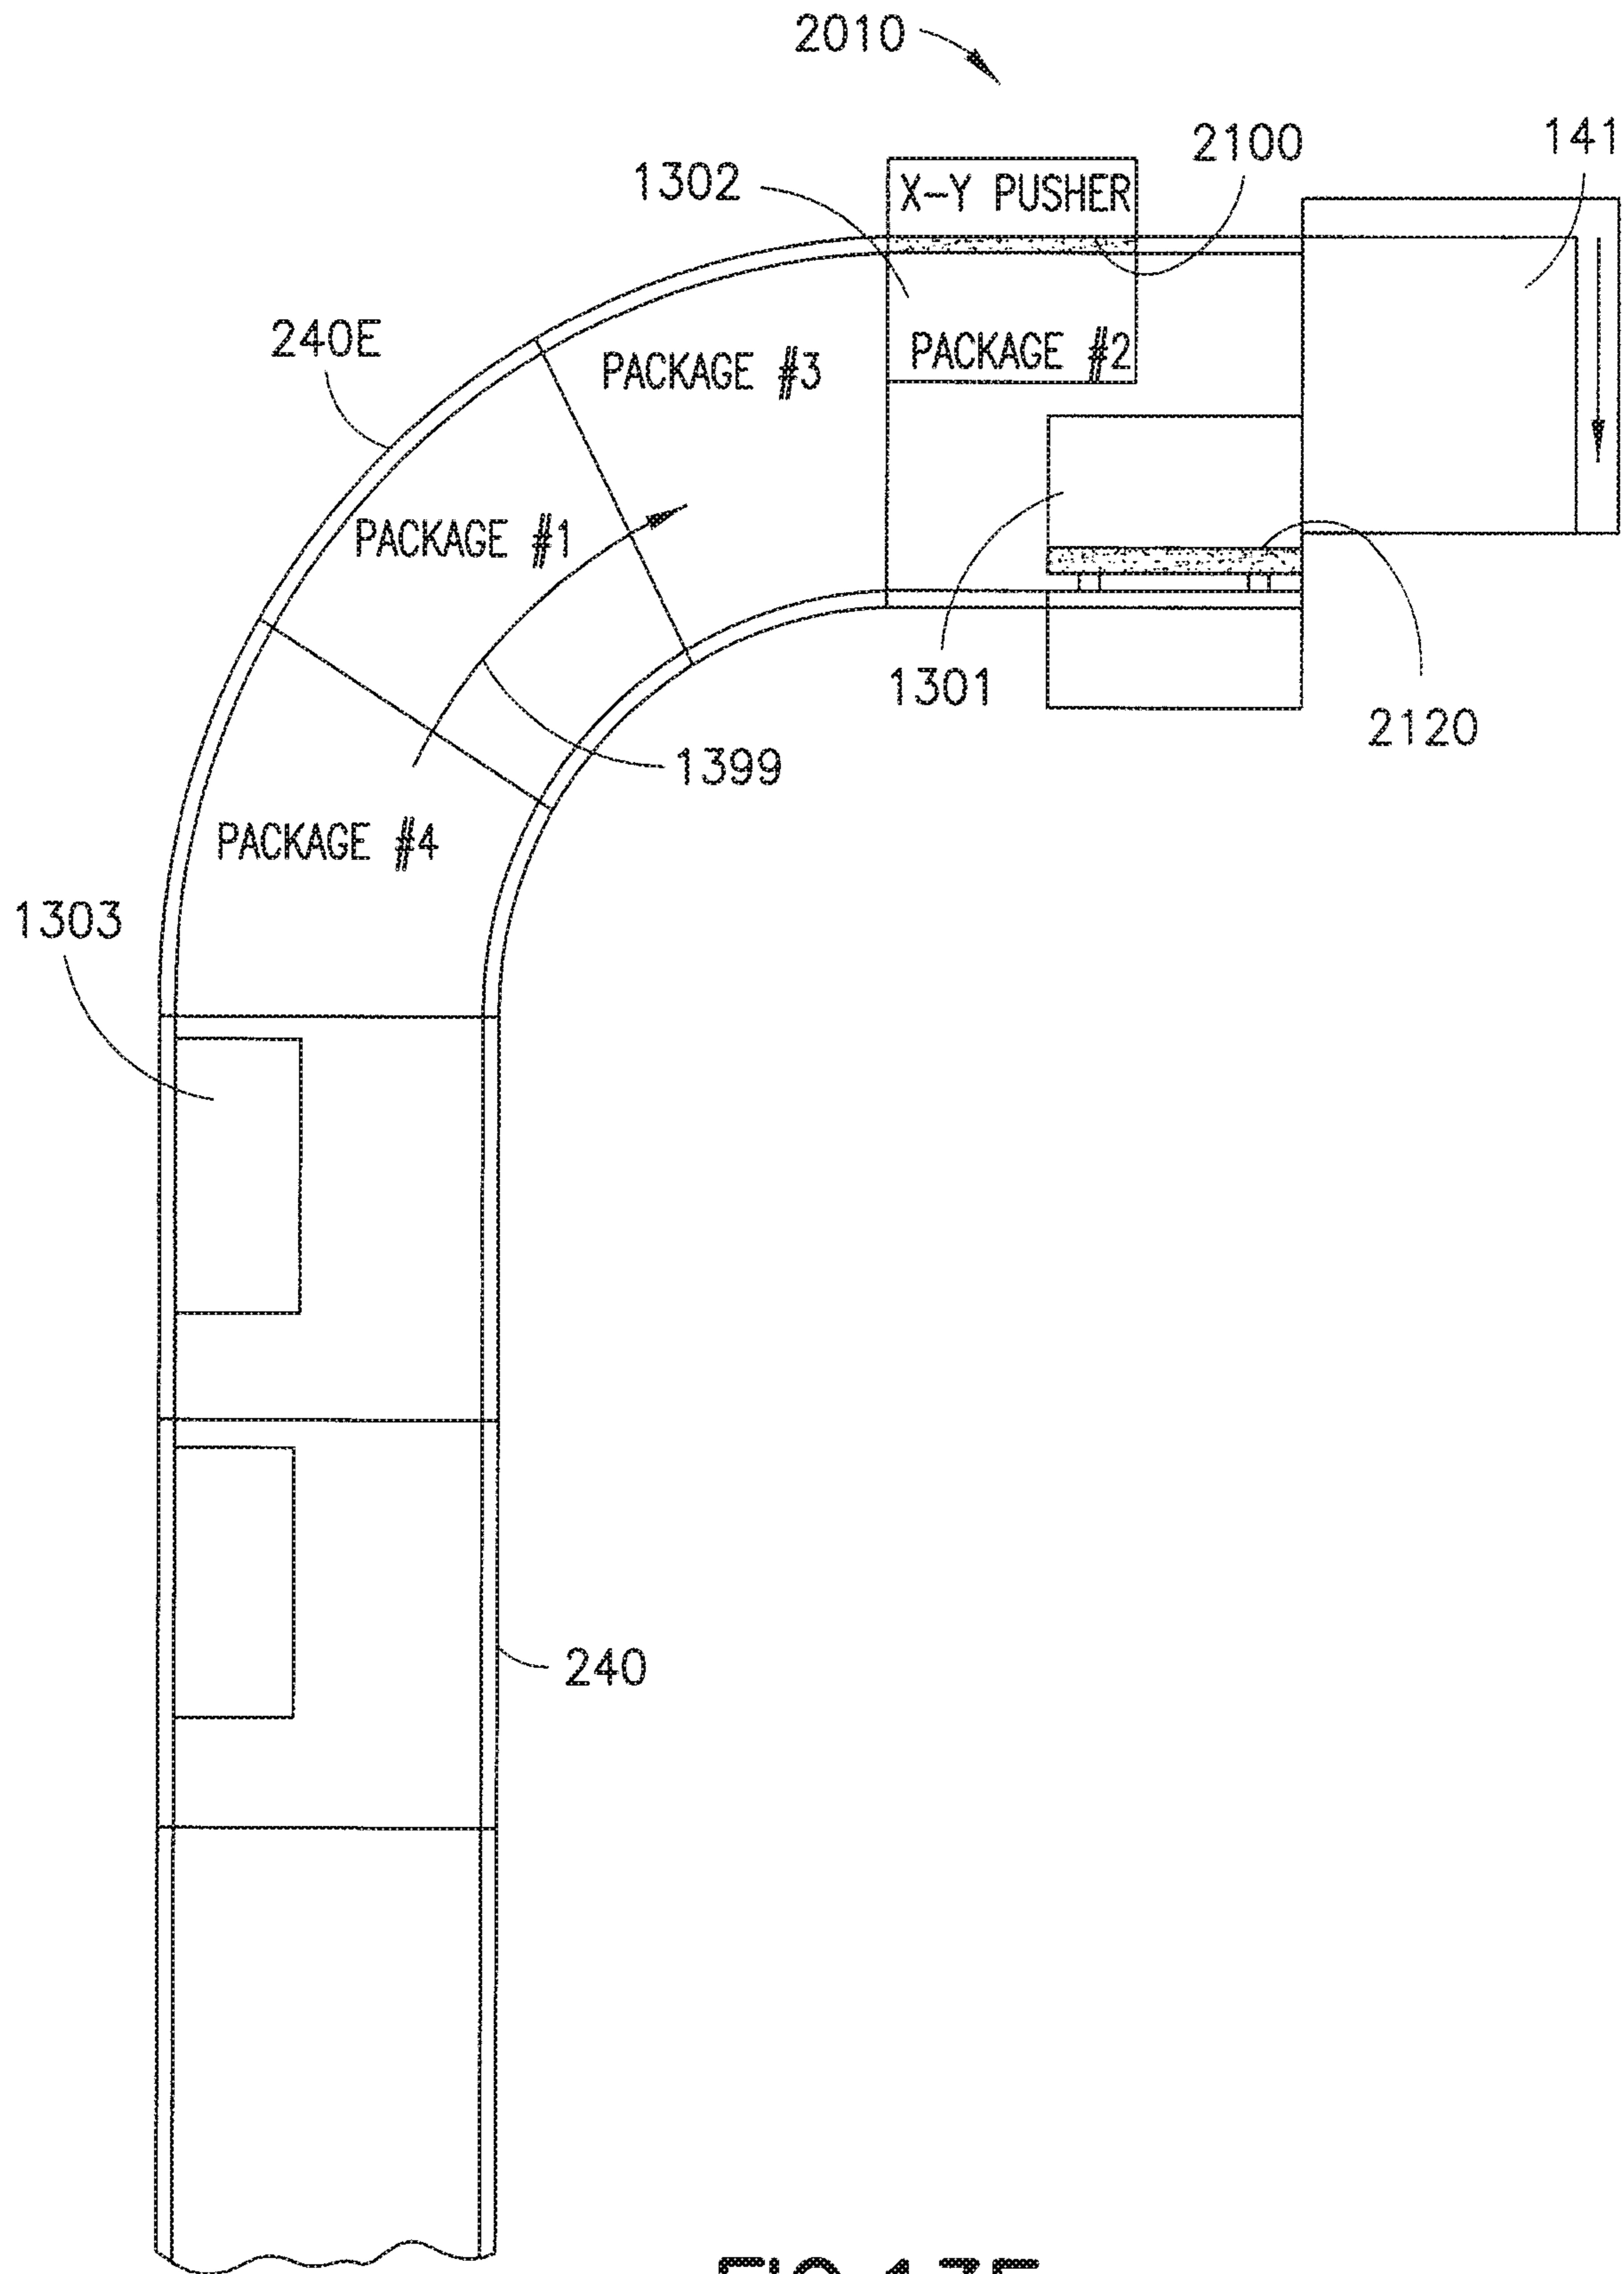 2010
2100
141
1302
X-Y PUSHER
240E
PACKAGE #3
PACKAGE #2
PACKAGE #1
1301
2120
1399
PACKAGE #4
1303
240